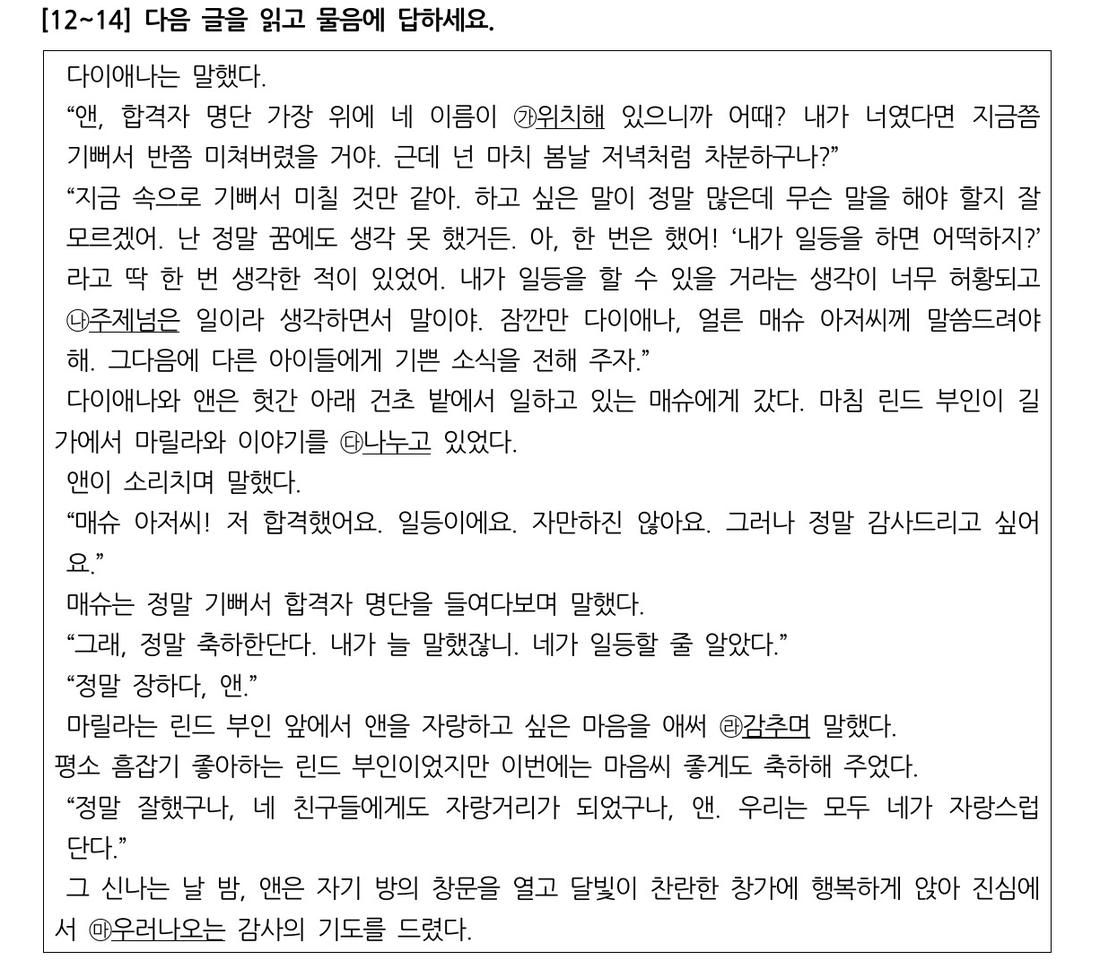 [12~14] 다음 글을 읽고 물음에 답하세요.
다이애나는 말했다.
“앤, 합격자 명단 가장 위에 네 이름이 ㉮위치해 있으니까 어때? 내가 너였다면 지금쯤
기뻐서 반쯤 미쳐버렸을 거야. 근데 넌 마치 봄날 저녁처럼 차분하구나?”
“지금 속으로 기뻐서 미칠 것만 같아. 하고 싶은 말이 정말 많은데 무슨 말을 해야 할지 잘
모르겠어. 난 정말 꿈에도 생각 못 했거든. 아, 한 번은 했어! ‘내가 일등을 하면 어떡하지?’
라고 딱 한 번 생각한 적이 있었어. 내가 일등을 할 수 있을 거라는 생각이 너무 허황되고
㉯주제넘은 일이라 생각하면서 말이야. 잠깐만 다이애나, 얼른 매슈 아저씨께 말씀드려야
해. 그다음에 다른 아이들에게 기쁜 소식을 전해 주자.”
다이애나와 앤은 헛간 아래 건초 밭에서 일하고 있는 매슈에게 갔다. 마침 린드 부인이 길
가에서 마릴라와 이야기를 ㉰나누고 있었다.
앤이 소리치며 말했다.
“매슈 아저씨! 저 합격했어요. 일등이에요. 자만하진 않아요. 그러나 정말 감사드리고 싶어
요.”
매슈는 정말 기뻐서 합격자 명단을 들여다보며 말했다.
“그래, 정말 축하한단다. 내가 늘 말했잖니. 네가 일등할 줄 알았다.”
“정말 장하다, 앤.”
마릴라는 린드 부인 앞에서 앤을 자랑하고 싶은 마음을 애써 ㉱감추며 말했다.
평소 흠잡기 좋아하는 린드 부인이었지만 이번에는 마음씨 좋게도 축하해 주었다.
“정말 잘했구나, 네 친구들에게도 자랑거리가 되었구나, 앤. 우리는 모두 네가 자랑스럽
단다.”
그 신나는 날 밤, 앤은 자기 방의 창문을 열고 달빛이 찬란한 창가에 행복하게 앉아 진심에
서 ㉲우러나오는 감사의 기도를 드렸다.